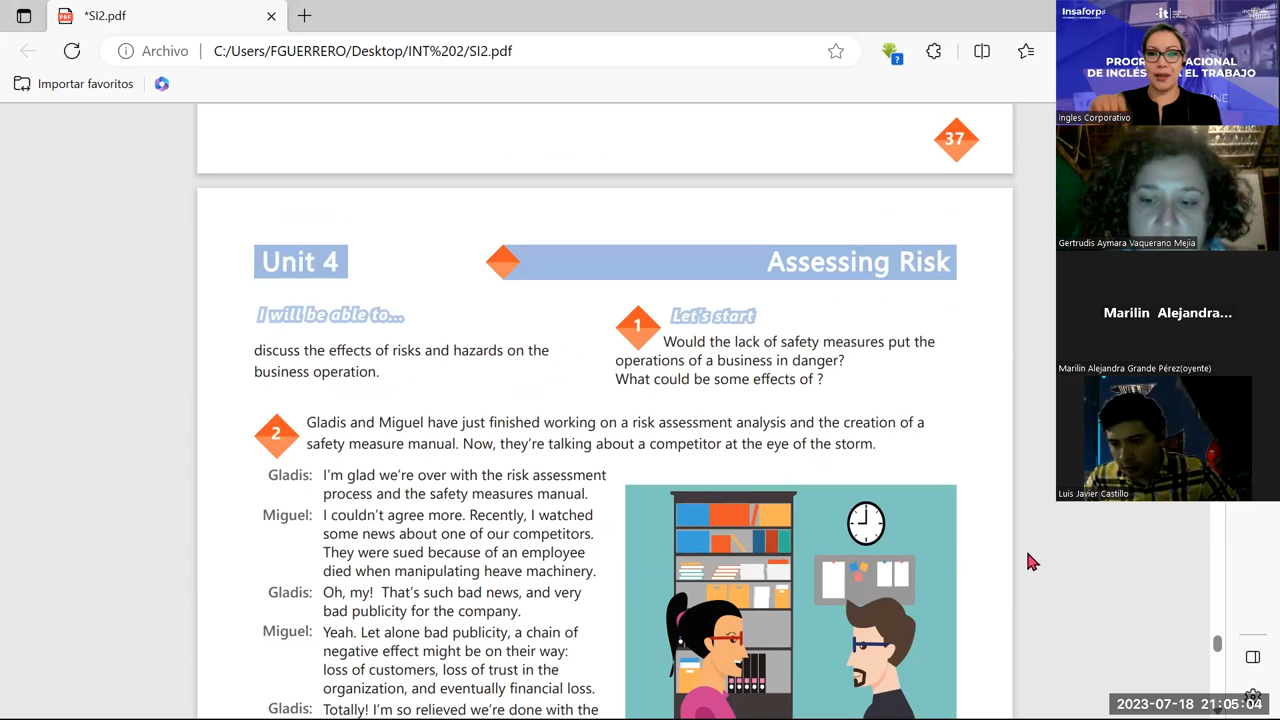 *SI2.pdf
Archivo
C:/Users/FGUERRERO/Desktop/INT%202/SI2.pdf
Importar favoritos
37
Unit 4
Assessing Risk
I will be able to...
discuss the effects of risks and hazards on the
business operation.
1
Let's start
Would the lack of safety measures put the
operations of a business in danger?
What could be some effects of ?
2
Gladis and Miguel have just finished working on a risk assessment analysis and the creation of a
safety measure manual. Now, they're talking about a competitor at the eye of the storm.
Gladis: I'm glad we're over with the risk assessment
process and the safety measures manual.
Miguel: I couldn't agree more. Recently, I watched
some news about one of our competitors.
They were sued because of an employee
died when manipulating heave machinery.
Gladis: Oh, my! That's such bad news, and very
bad publicity for the company.
Miguel: Yeah. Let alone bad publicity, a chain of
negative effect might be on their way:
loss of customers, loss of trust in the
organization, and eventually financial loss.
Gladis: Totally! I'm so relieved we're done with the
Insaforp
it
DE INGLÉS
EL TRABAJO
Ingles Corporativo
Gertrudis Aymara Vaquerano Mejia
Marilin Alejandra...
Marilin Alejandra Grande Pérez(oyente)
Luis Javier Castillo
2023-07-18 21:05:04